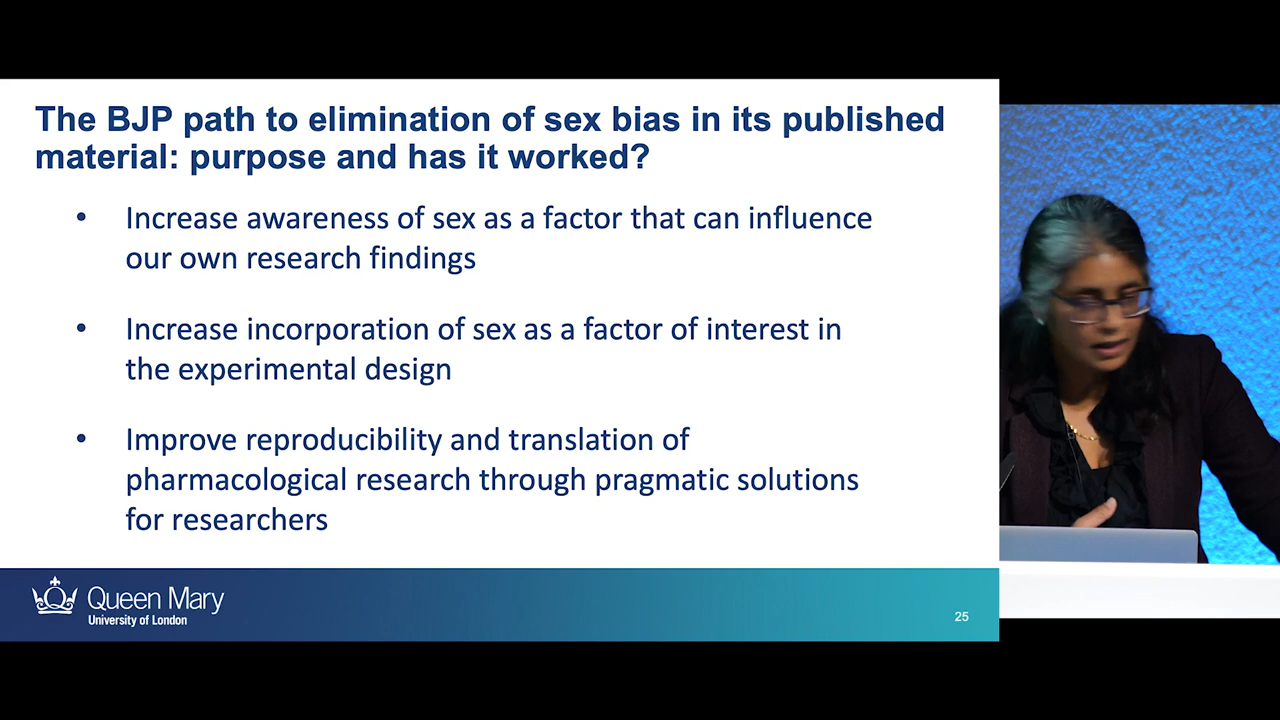 The BJP path to elimination of sex bias in its published
material: purpose and has it worked?
• Increase awareness of sex as a factor that can influence
our own research findings
• Increase incorporation of sex as a factor of interest in
the experimental design
• Improve reproducibility and translation of
pharmacological research through pragmatic solutions
for researchers
Queen Mary
University of London
25